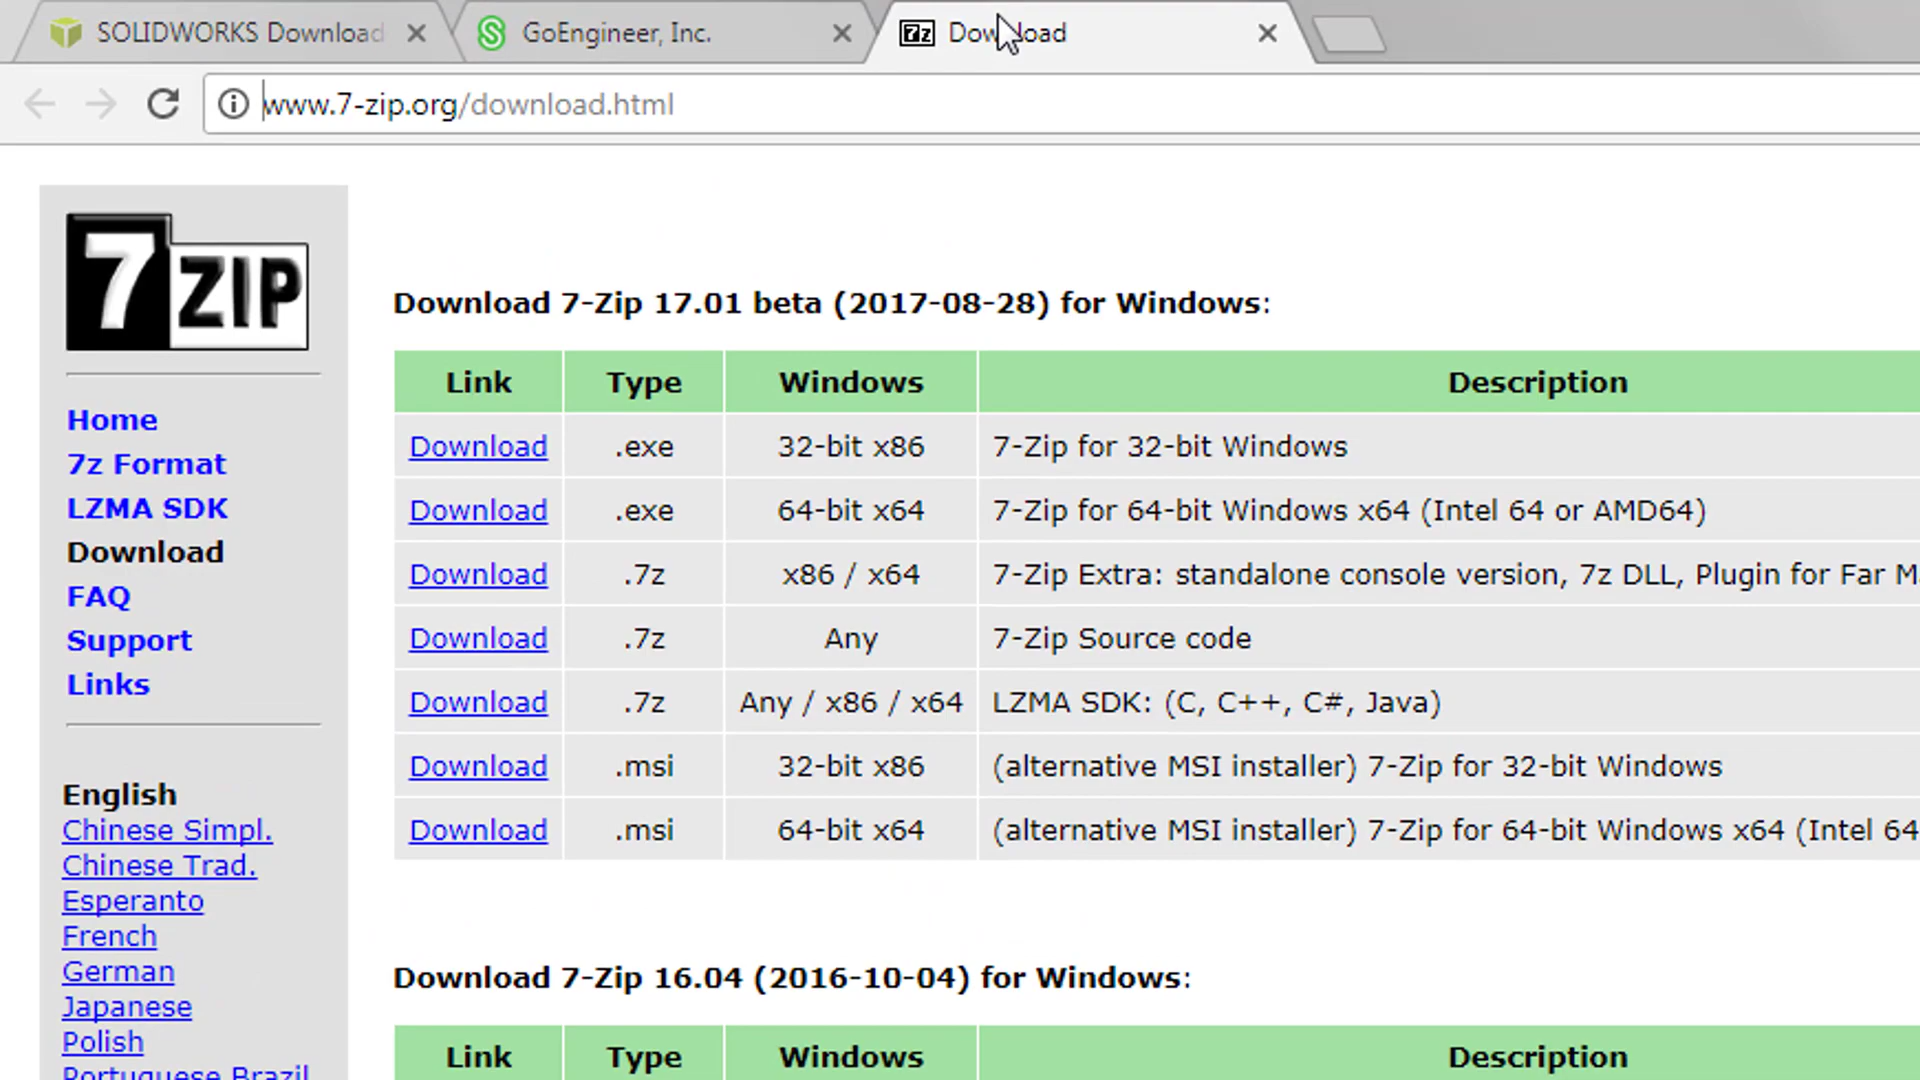 SOLIDWORKS Download
GoEngineer, Inc.
7z Download
www.7-zip.org/download.html
7 ZIP
Home
7z Format
LZMA SDK
Download
FAQ
Support
Links
English
Chinese Simpl.
Chinese Trad.
Esperanto
French
German
Japanese
Polish
Portuguese Brazil
Download 7-Zip 17.01 beta (2017-08-28) for Windows:
Link Type Windows Description
Download .exe 32-bit x86 7-Zip for 32-bit Windows
Download .exe 64-bit x64 7-Zip for 64-bit Windows x64 (Intel 64 or AMD64)
Download .7z x86 / x64 7-Zip Extra: standalone console version, 7z DLL, Plugin for Far
Download .7z Any 7-Zip Source code
Download .7z Any / x86 / x64 LZMA SDK: (C, C++, C#, Java)
Download .msi 32-bit x86 (alternative MSI installer) 7-Zip for 32-bit Windows
Download .msi 64-bit x64 (alternative MSI installer) 7-Zip for 64-bit Windows x64 (Intel 64
Download 7-Zip 16.04 (2016-10-04) for Windows:
Link Type Windows Description